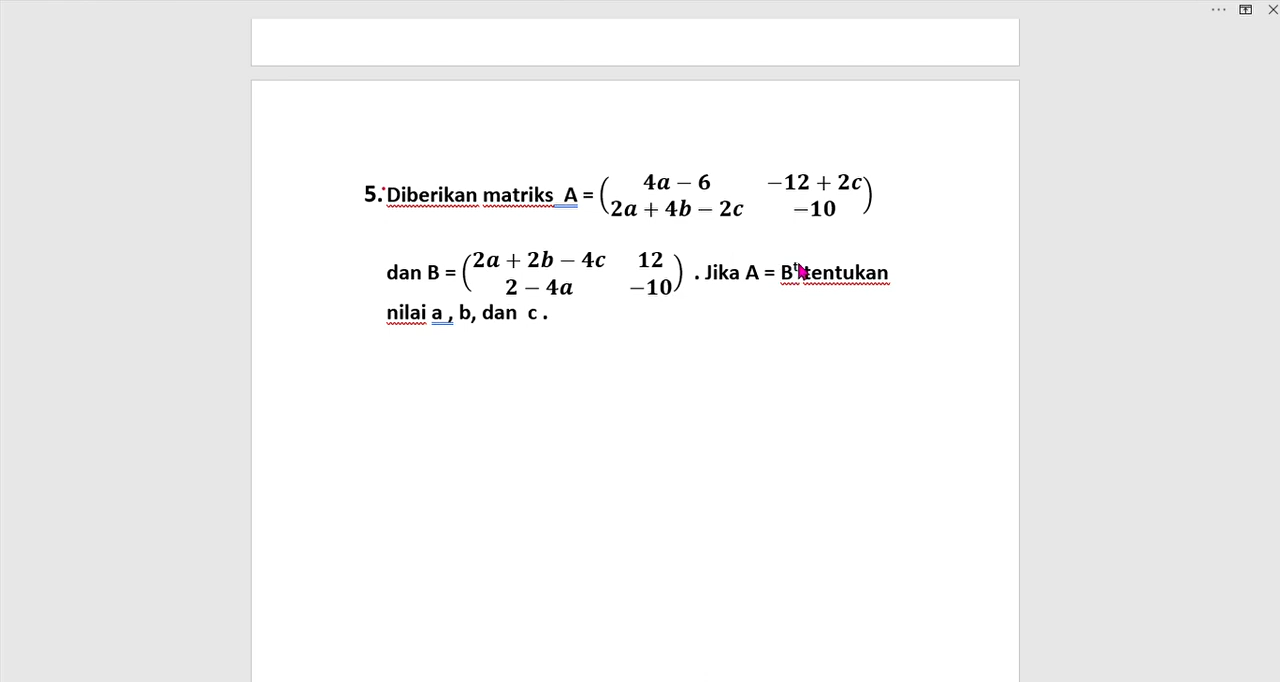 5. Diberikan matriks A = (4a − 6   −12 + 2c
2a + 4b − 2c   −10)
dan B = (2a + 2b − 4c   12
2 − 4a   −10) . Jika A = Bᵗ tentukan
nilai a , b, dan c .